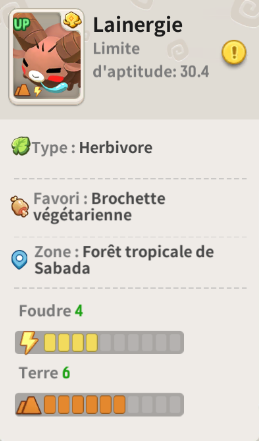 UP
Lainergie
Limite
d'aptitude: 30.4
Type : Herbivore
Favori : Brochette
végétarienne
Zone : Forêt tropicale de
Sabada
Foudre 4
Terre 6